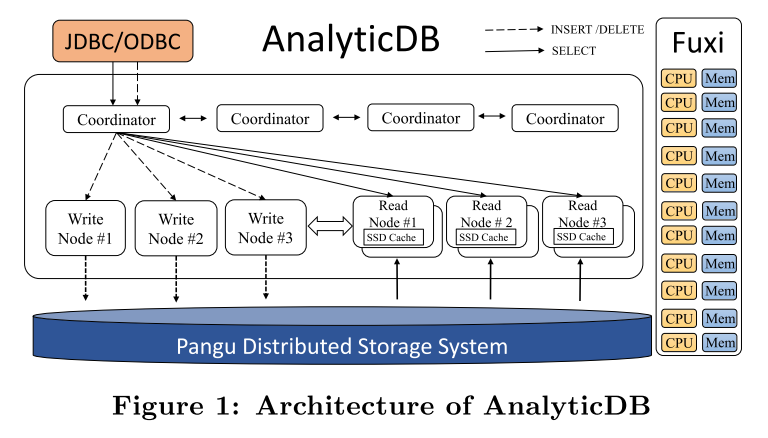 JDBC/ODBC
AnalyticDB
INSERT /DELETE
SELECT
Fuxi
Coordinator
Coordinator
Coordinator
Coordinator
Write
Node #1
Write
Node #2
Write
Node #3
Read
Node #1
SSD Cache
Read
Node # 2
SSD Cache
Read
Node #3
SSD Cache
CPU Mem
CPU Mem
CPU Mem
CPU Mem
CPU Mem
CPU Mem
CPU Mem
CPU Mem
CPU Mem
CPU Mem
CPU Mem
Pangu Distributed Storage System
Figure 1: Architecture of AnalyticDB